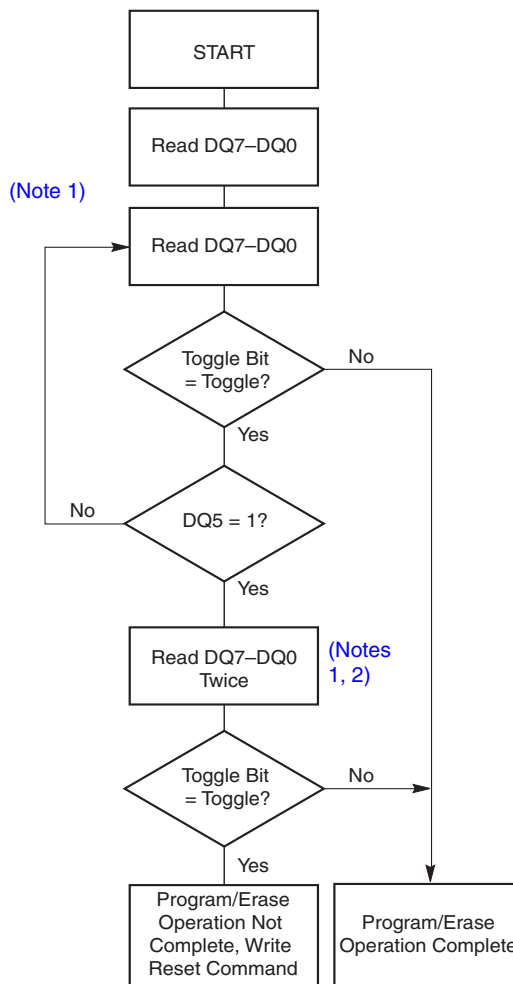 START
Read DQ7–DQ0
(Note 1)
Read DQ7–DQ0
Toggle Bit
= Toggle?
No
Yes
No
DQ5 = 1?
Yes
Read DQ7–DQ0
Twice
(Notes
1, 2)
Toggle Bit
= Toggle?
No
Yes
Program/Erase
Operation Not
Complete, Write
Reset Command
Program/Erase
Operation Complete